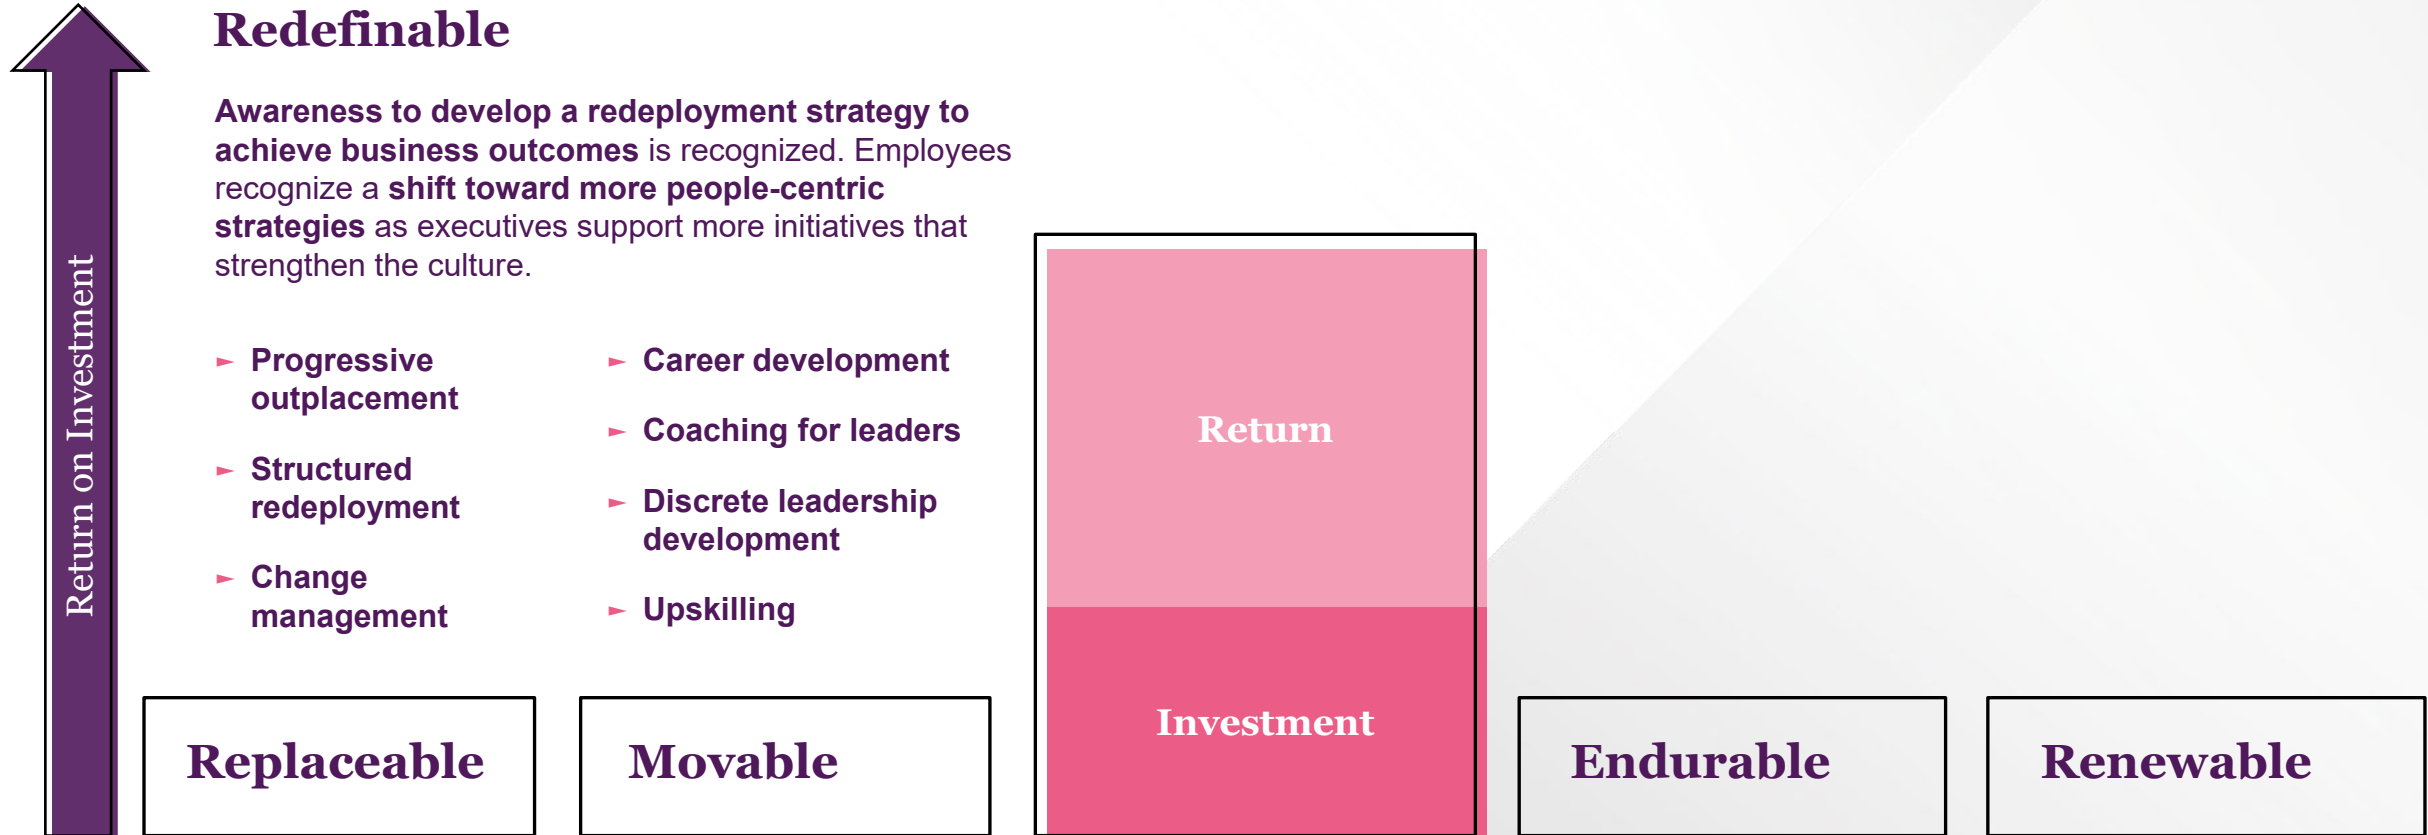 Redefinable
Awareness to develop a redeployment strategy to
achieve business outcomes is recognized. Employees
recognize a shift toward more people-centric
strategies as executives support more initiatives that
strengthen the culture.
► Progressive
outplacement
► Structured
redeployment
► Change
management
► Career development
► Coaching for leaders
► Discrete leadership
development
► Upskilling
Return on Investment
Return
Investment
Replaceable
Movable
Endurable
Renewable